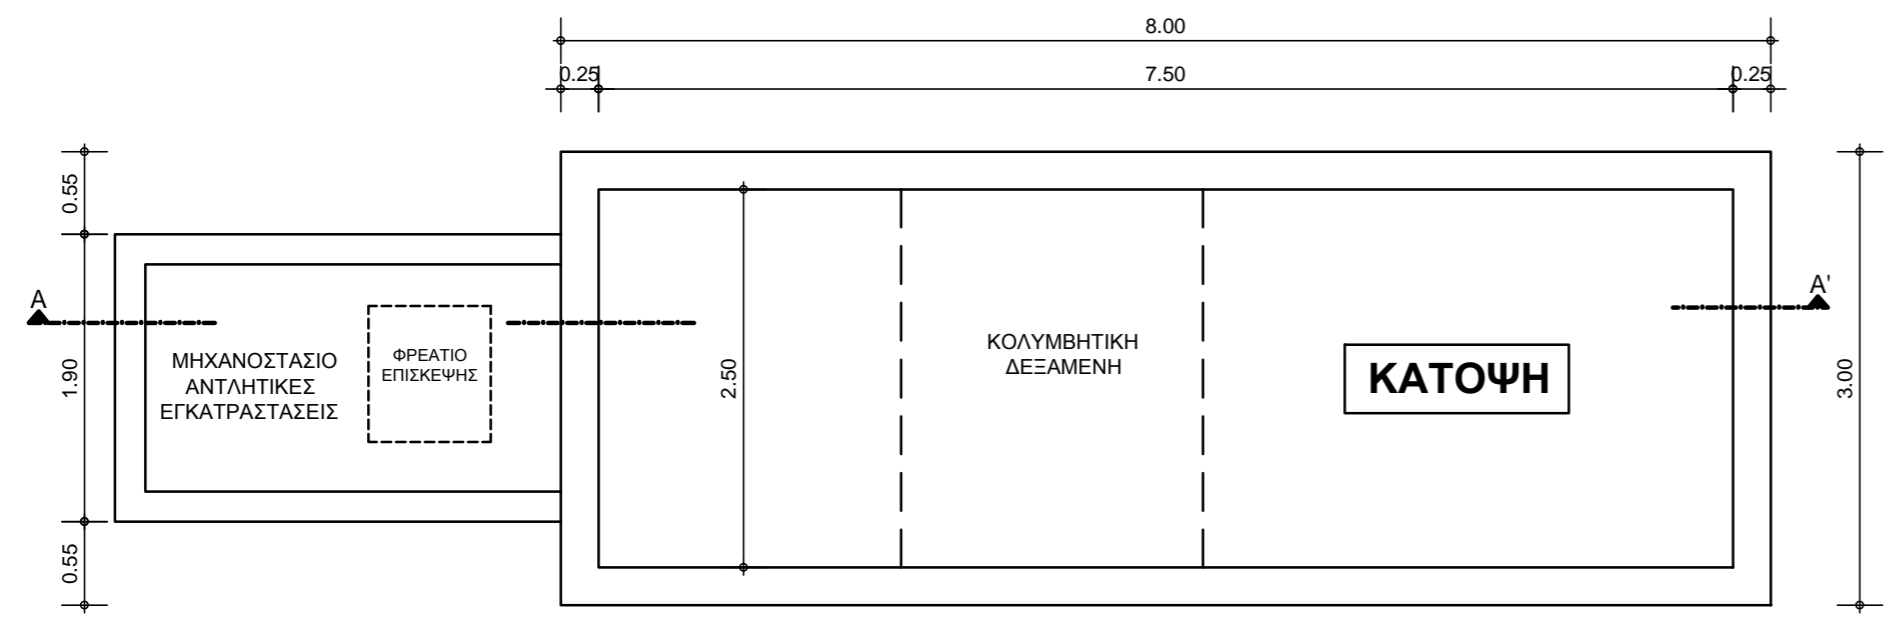 8.00
0.25
7.50
0.25
0.55
1.90
0.55
A
ΜΗΧΑΝΟΣΤΑΣΙΟ
ΑΝΤΛΗΤΙΚΕΣ
ΕΓΚΑΤΡΑΣΤΑΣΕΙΣ
ΦΡΕΑΤΙΟ
ΕΠΙΣΚΕΨΗΣ
2.50
ΚΟΛΥΜΒΗΤΙΚΗ
ΔΕΞΑΜΕΝΗ
ΚΑΤΟΨΗ
A'
3.00